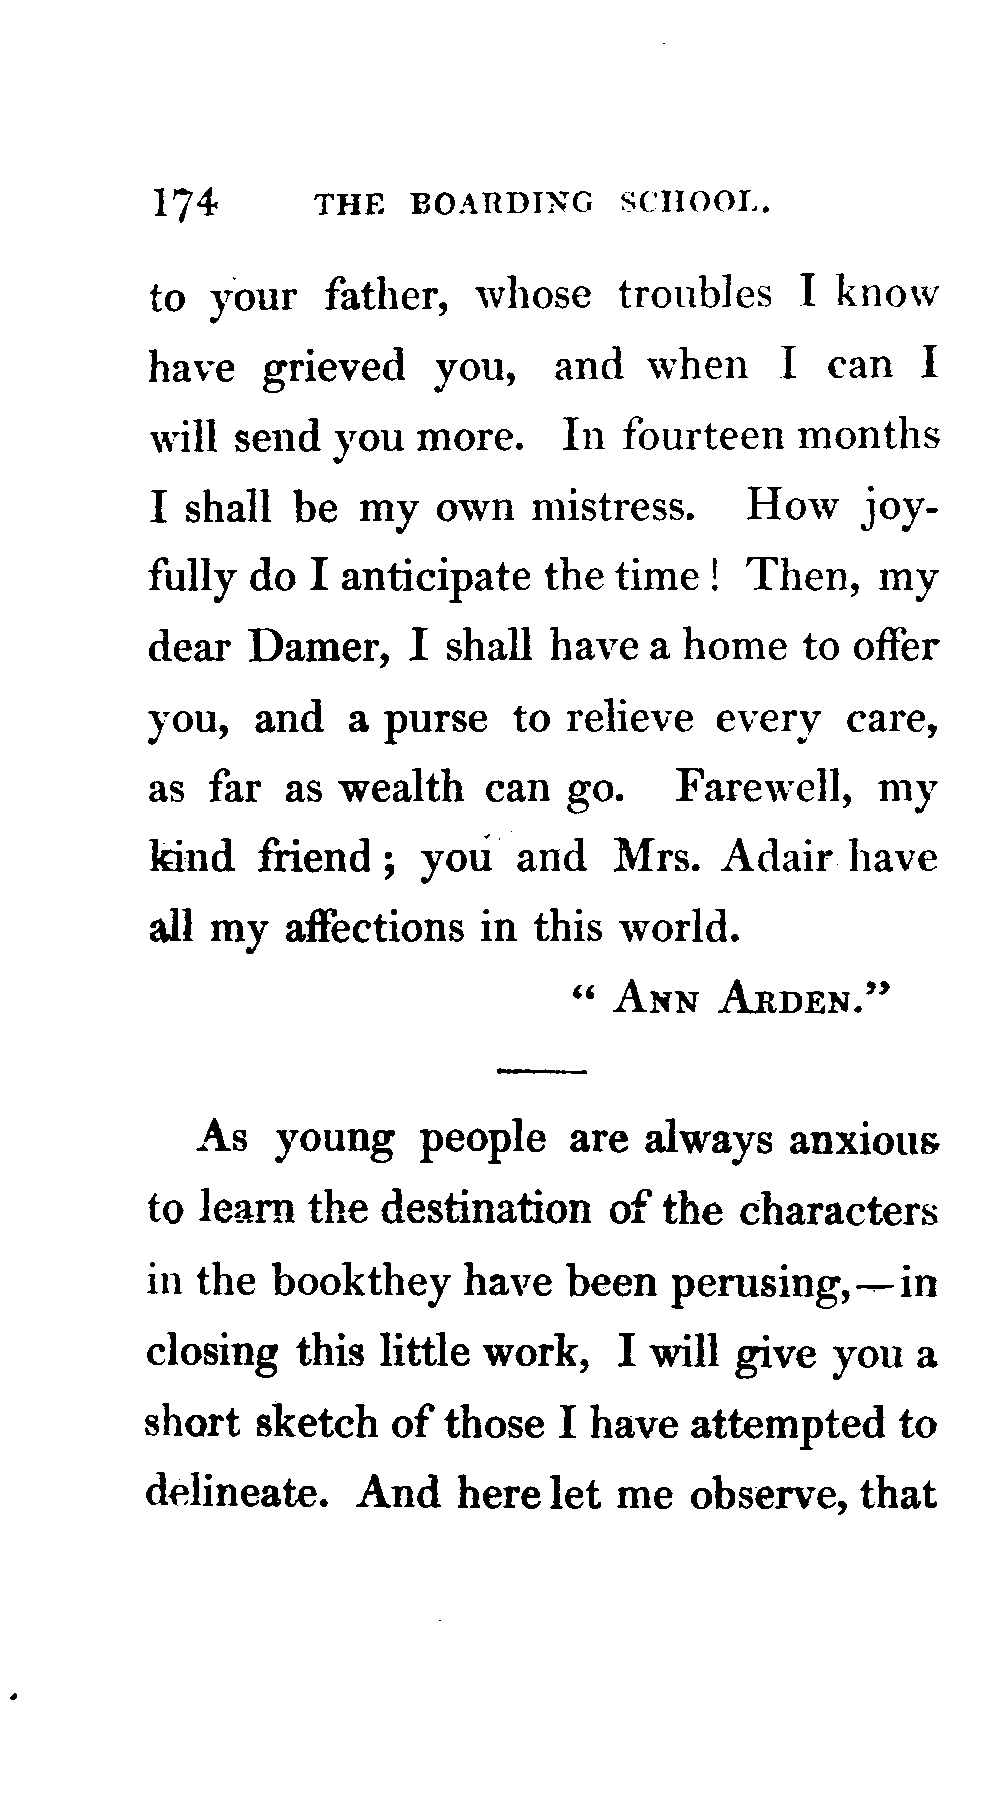 174 THE BOARDING SCHOOL.
to your father, whose troubles I know
have grieved you, and when I can I
will send you more. In fourteen months
I shall be my own mistress. How joy-
fully do I anticipate the time! Then, my
dear Damer, I shall have a home to offer
you, and a purse to relieve every care,
as far as wealth can go. Farewell, my
kind friend; you and Mrs. Adair have
all my affections in this world.
"ANN ARDEN."
As young people are always anxious
to learn the destination of the characters
in the bookthey have been perusing,—in
closing this little work, I will give you a
short sketch of those I have attempted to
delineate. And here let me observe, that